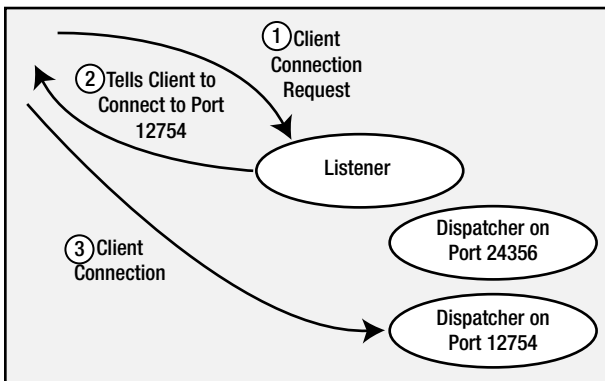 1 Client
Connection
Request
2 Tells Client to
Connect to Port
12754
Listener
Dispatcher on
Port 24356
3 Client
Connection
Dispatcher on
Port 12754